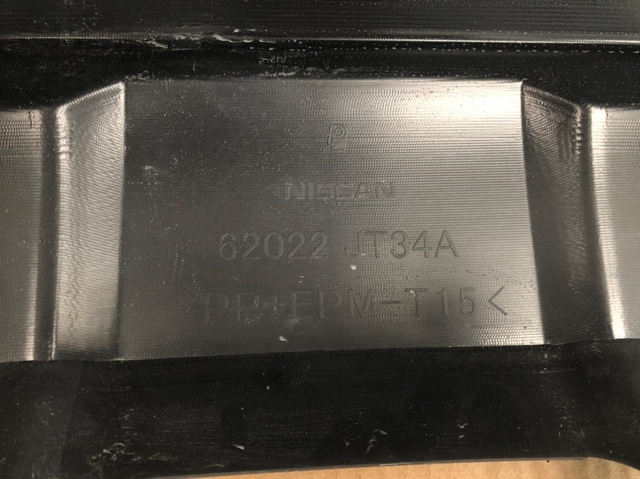 NISSAN
62022 JT34A
PP+EPM-T15<